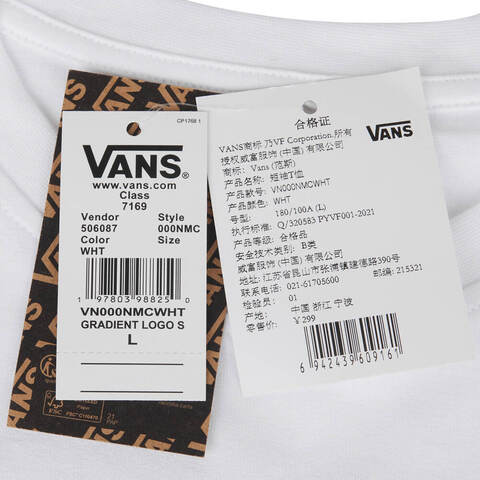 CP1768 1
VANS
www.vans.com
Class
7169
Vendor Style
506087 000NMC
Color Size
WHT
1 97803 98825 0
VN000NMCWHT
GRADIENT LOGO S
L
21
PAP
合格证
VANS
VANS商标乃VF Corporation.所有
授权威富服饰(中国)有限公司
商标: Vans (范斯)
产品名称: 短袖T恤
产品款号: VN000NMCWHT
产品颜色: WHT
号型: 180/100A (L)
执行标准: Q/320583 PYVF001-2021
产品等级: 合格品
安全技术类别: B类
威富服饰(中国)有限公司
地址:江苏省昆山市张浦镇建德路390号
联系电话: 021-61705600 邮编: 215321
检验员: 01
产地: 中国 浙江 宁波
零售价: ¥299
6 942439 609161